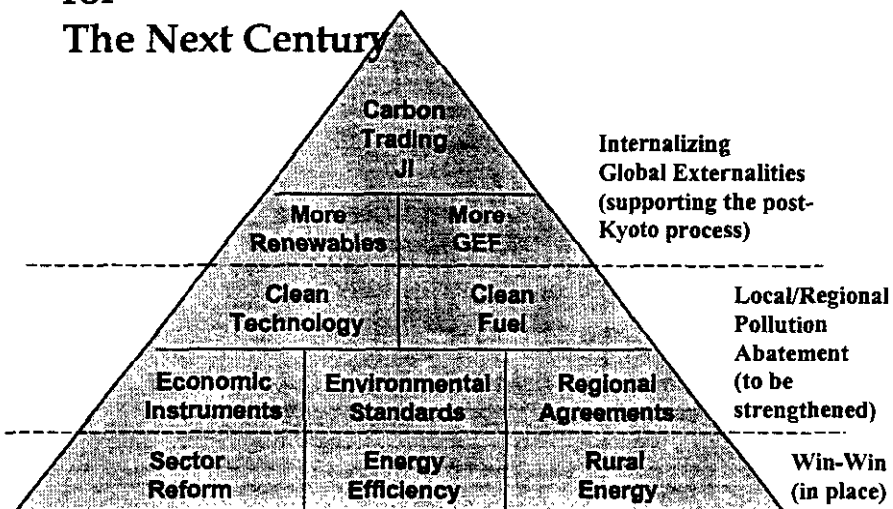 for
The Next Century
Carbon
Trading
JI
Internalizing
Global Externalities
(supporting the post-
Kyoto process)
More
Renewables
More
GEF
Clean
Technology
Clean
Fuel
Local/Regional
Pollution
Abatement
(to be
strengthened)
Economic
Instruments
Environmental
Standards
Regional
Agreements
Sector
Reform
Energy
Efficiency
Rural
Energy
Win-Win
(in place)